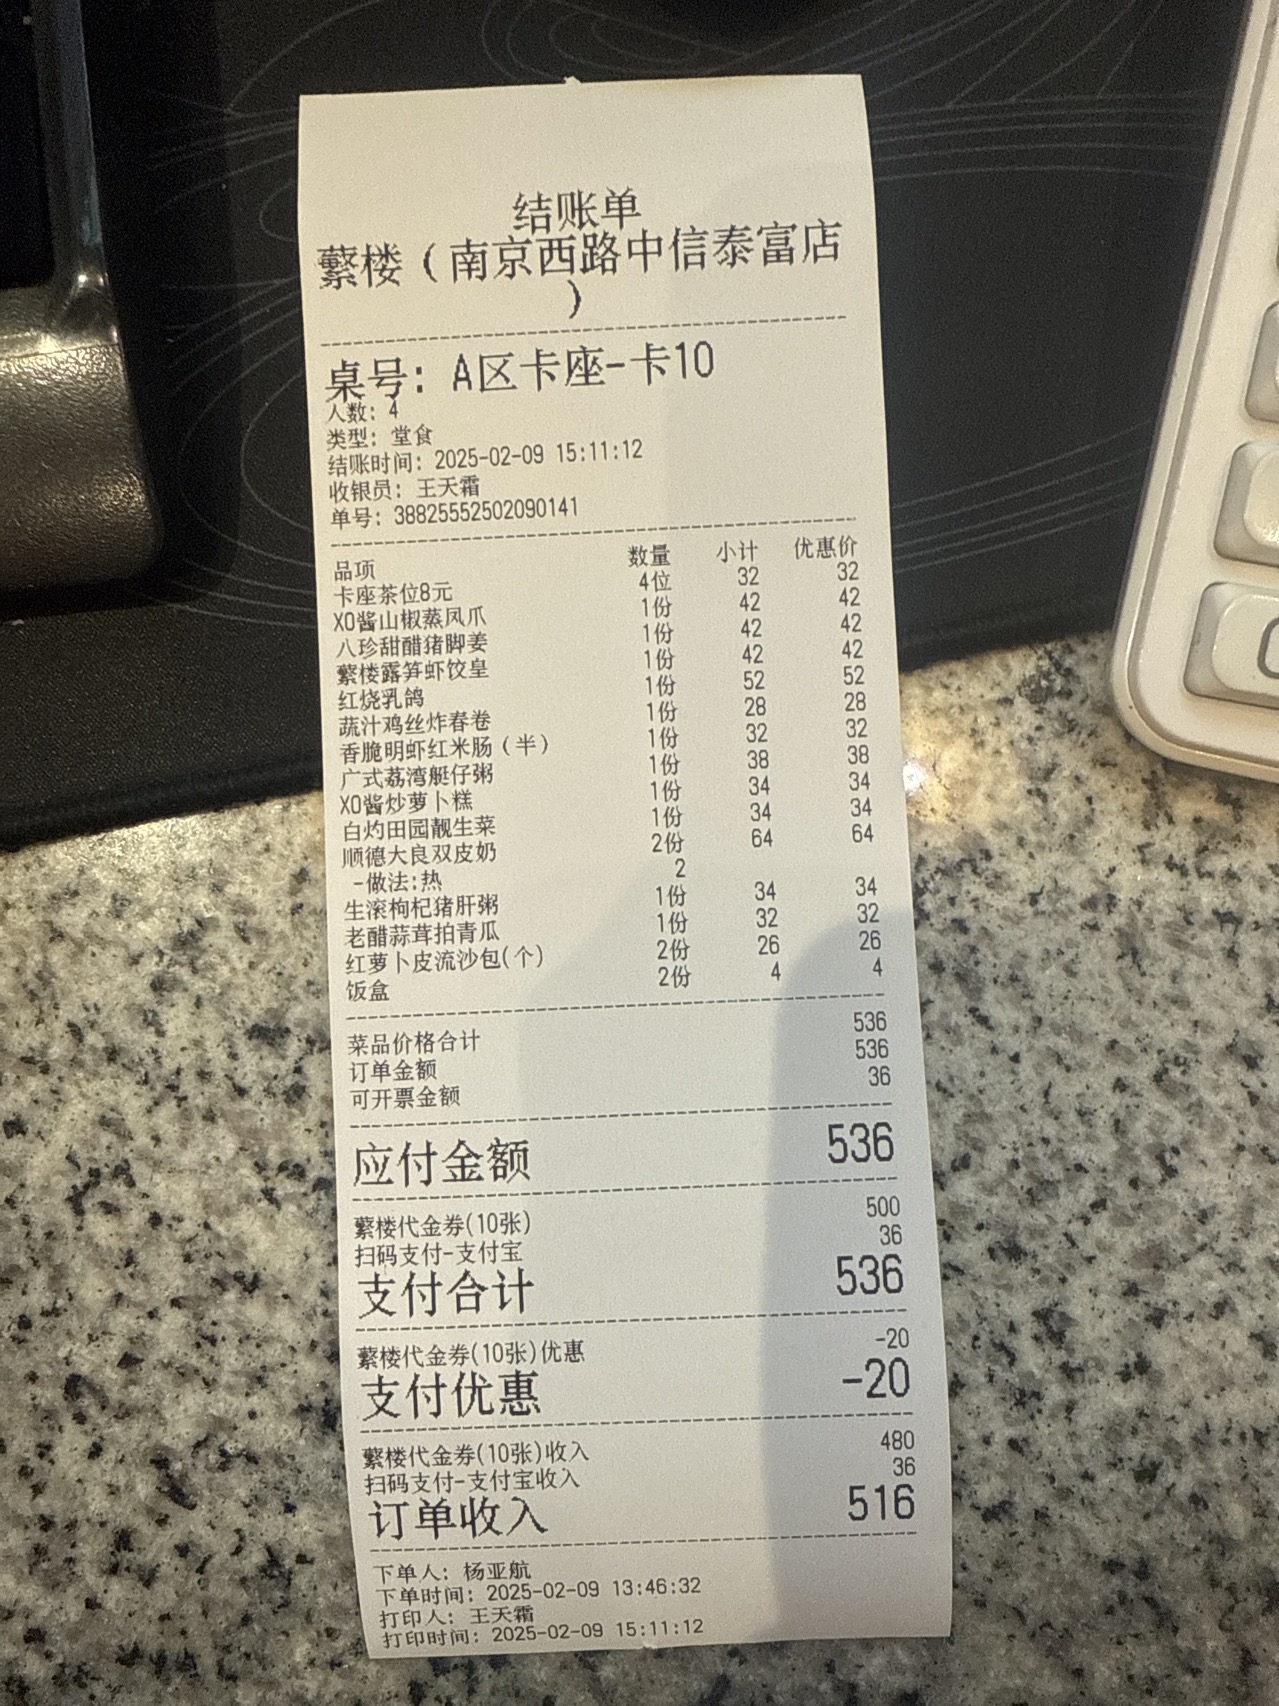 结账单
蘩楼（南京西路中信泰富店
）
桌号：A区卡座-卡10
人数：4
类型：堂食
结账时间：2025-02-09 15:11:12
收银员：王天霜
单号：38825552502090141
品项 数量 小计 优惠价
卡座茶位8元 4位 32 32
XO酱山椒蒸凤爪 1份 42 42
八珍甜醋猪脚姜 1份 42 42
蘩楼露笋虾饺皇 1份 42 42
红烧乳鸽 1份 52 52
蔬汁鸡丝炸春卷 1份 28 28
香脆明虾红米肠（半） 1份 32 32
广式荔湾艇仔粥 1份 38 38
XO酱炒萝卜糕 1份 34 34
白灼田园靓生菜 1份 34 34
顺德大良双皮奶 2份 64 64
-做法:热 2
生滚枸杞猪肝粥 1份 34 34
老醋蒜茸拍青瓜 1份 32 32
红萝卜皮流沙包(个) 2份 26 26
饭盒 2份 4 4
菜品价格合计 536
订单金额 536
可开票金额 36
应付金额 536
蘩楼代金券(10张) 500
扫码支付-支付宝 36
支付合计 536
蘩楼代金券(10张)优惠 -20
支付优惠 -20
蘩楼代金券(10张)收入 480
扫码支付-支付宝收入 36
订单收入 516
下单人：杨亚航
下单时间：2025-02-09 13:46:32
打印人：王天霜
打印时间：2025-02-09 15:11:12